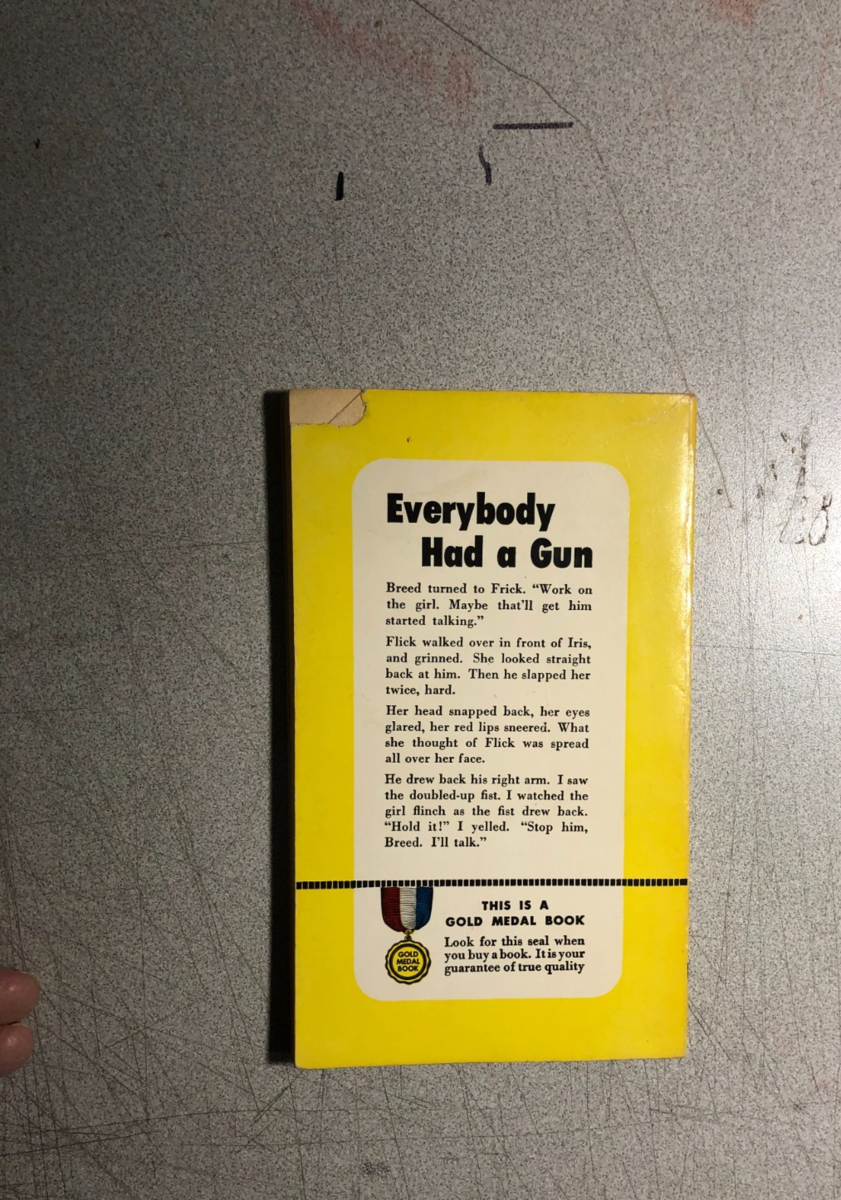 Everybody
Had a Gun
Breed turned to Frick. “Work on
the girl. Maybe that’ll get him
started talking.”
Flick walked over in front of Iris,
and grinned. She looked straight
back at him. Then he slapped her
twice, hard.
Her head snapped back, her eyes
glared, her red lips sneered. What
she thought of Flick was spread
all over her face.
He drew back his right arm. I saw
the doubled-up fist. I watched the
girl flinch as the fist drew back.
“Hold it!” I yelled. “Stop him,
Breed. I’ll talk.”
THIS IS A
GOLD MEDAL BOOK
Look for this seal when
you buy a book. It is your
guarantee of true quality
GOLD
MEDAL
BOOK